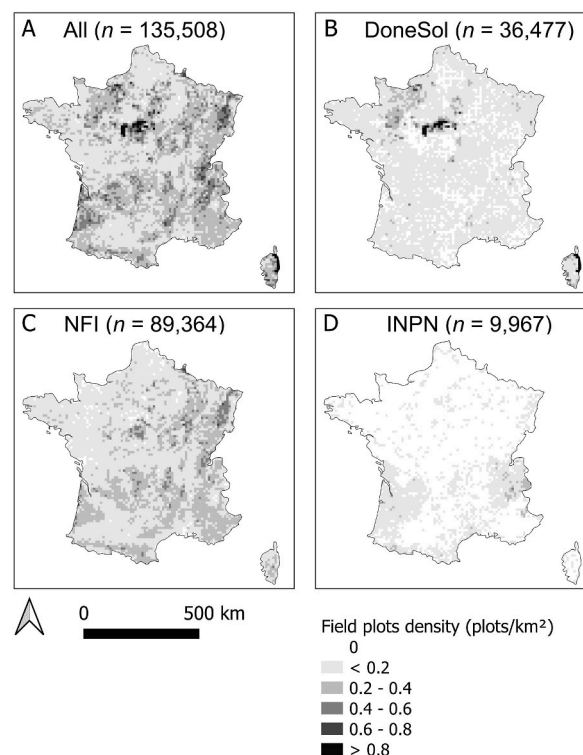 A All (n = 135,508)
B DoneSol (n = 36,477)
C NFI (n = 89,364)
D INPN (n = 9,967)
0 500 km
Field plots density (plots/km²)
0
< 0.2
0.2 - 0.4
0.4 - 0.6
0.6 - 0.8
> 0.8